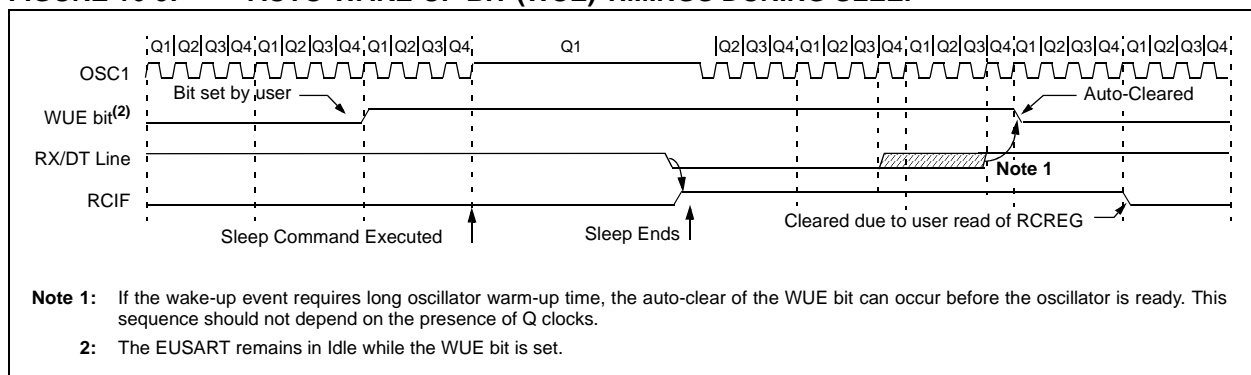 Q1 Q2 Q3 Q4 Q1 Q2 Q3 Q4 Q1 Q2 Q3 Q4 Q1 Q2 Q3 Q4 Q1 Q2 Q3 Q4 Q1 Q2 Q3 Q4 Q1 Q2 Q3 Q4 Q1 Q2 Q3 Q4
OSC1
Bit set by user
Auto-Cleared
WUE bit(2)
RX/DT Line
Note 1
RCIF
Cleared due to user read of RCREG
Sleep Command Executed
Sleep Ends
Note 1: If the wake-up event requires long oscillator warm-up time, the auto-clear of the WUE bit can occur before the oscillator is ready. This
sequence should not depend on the presence of Q clocks.
2: The EUSART remains in Idle while the WUE bit is set.